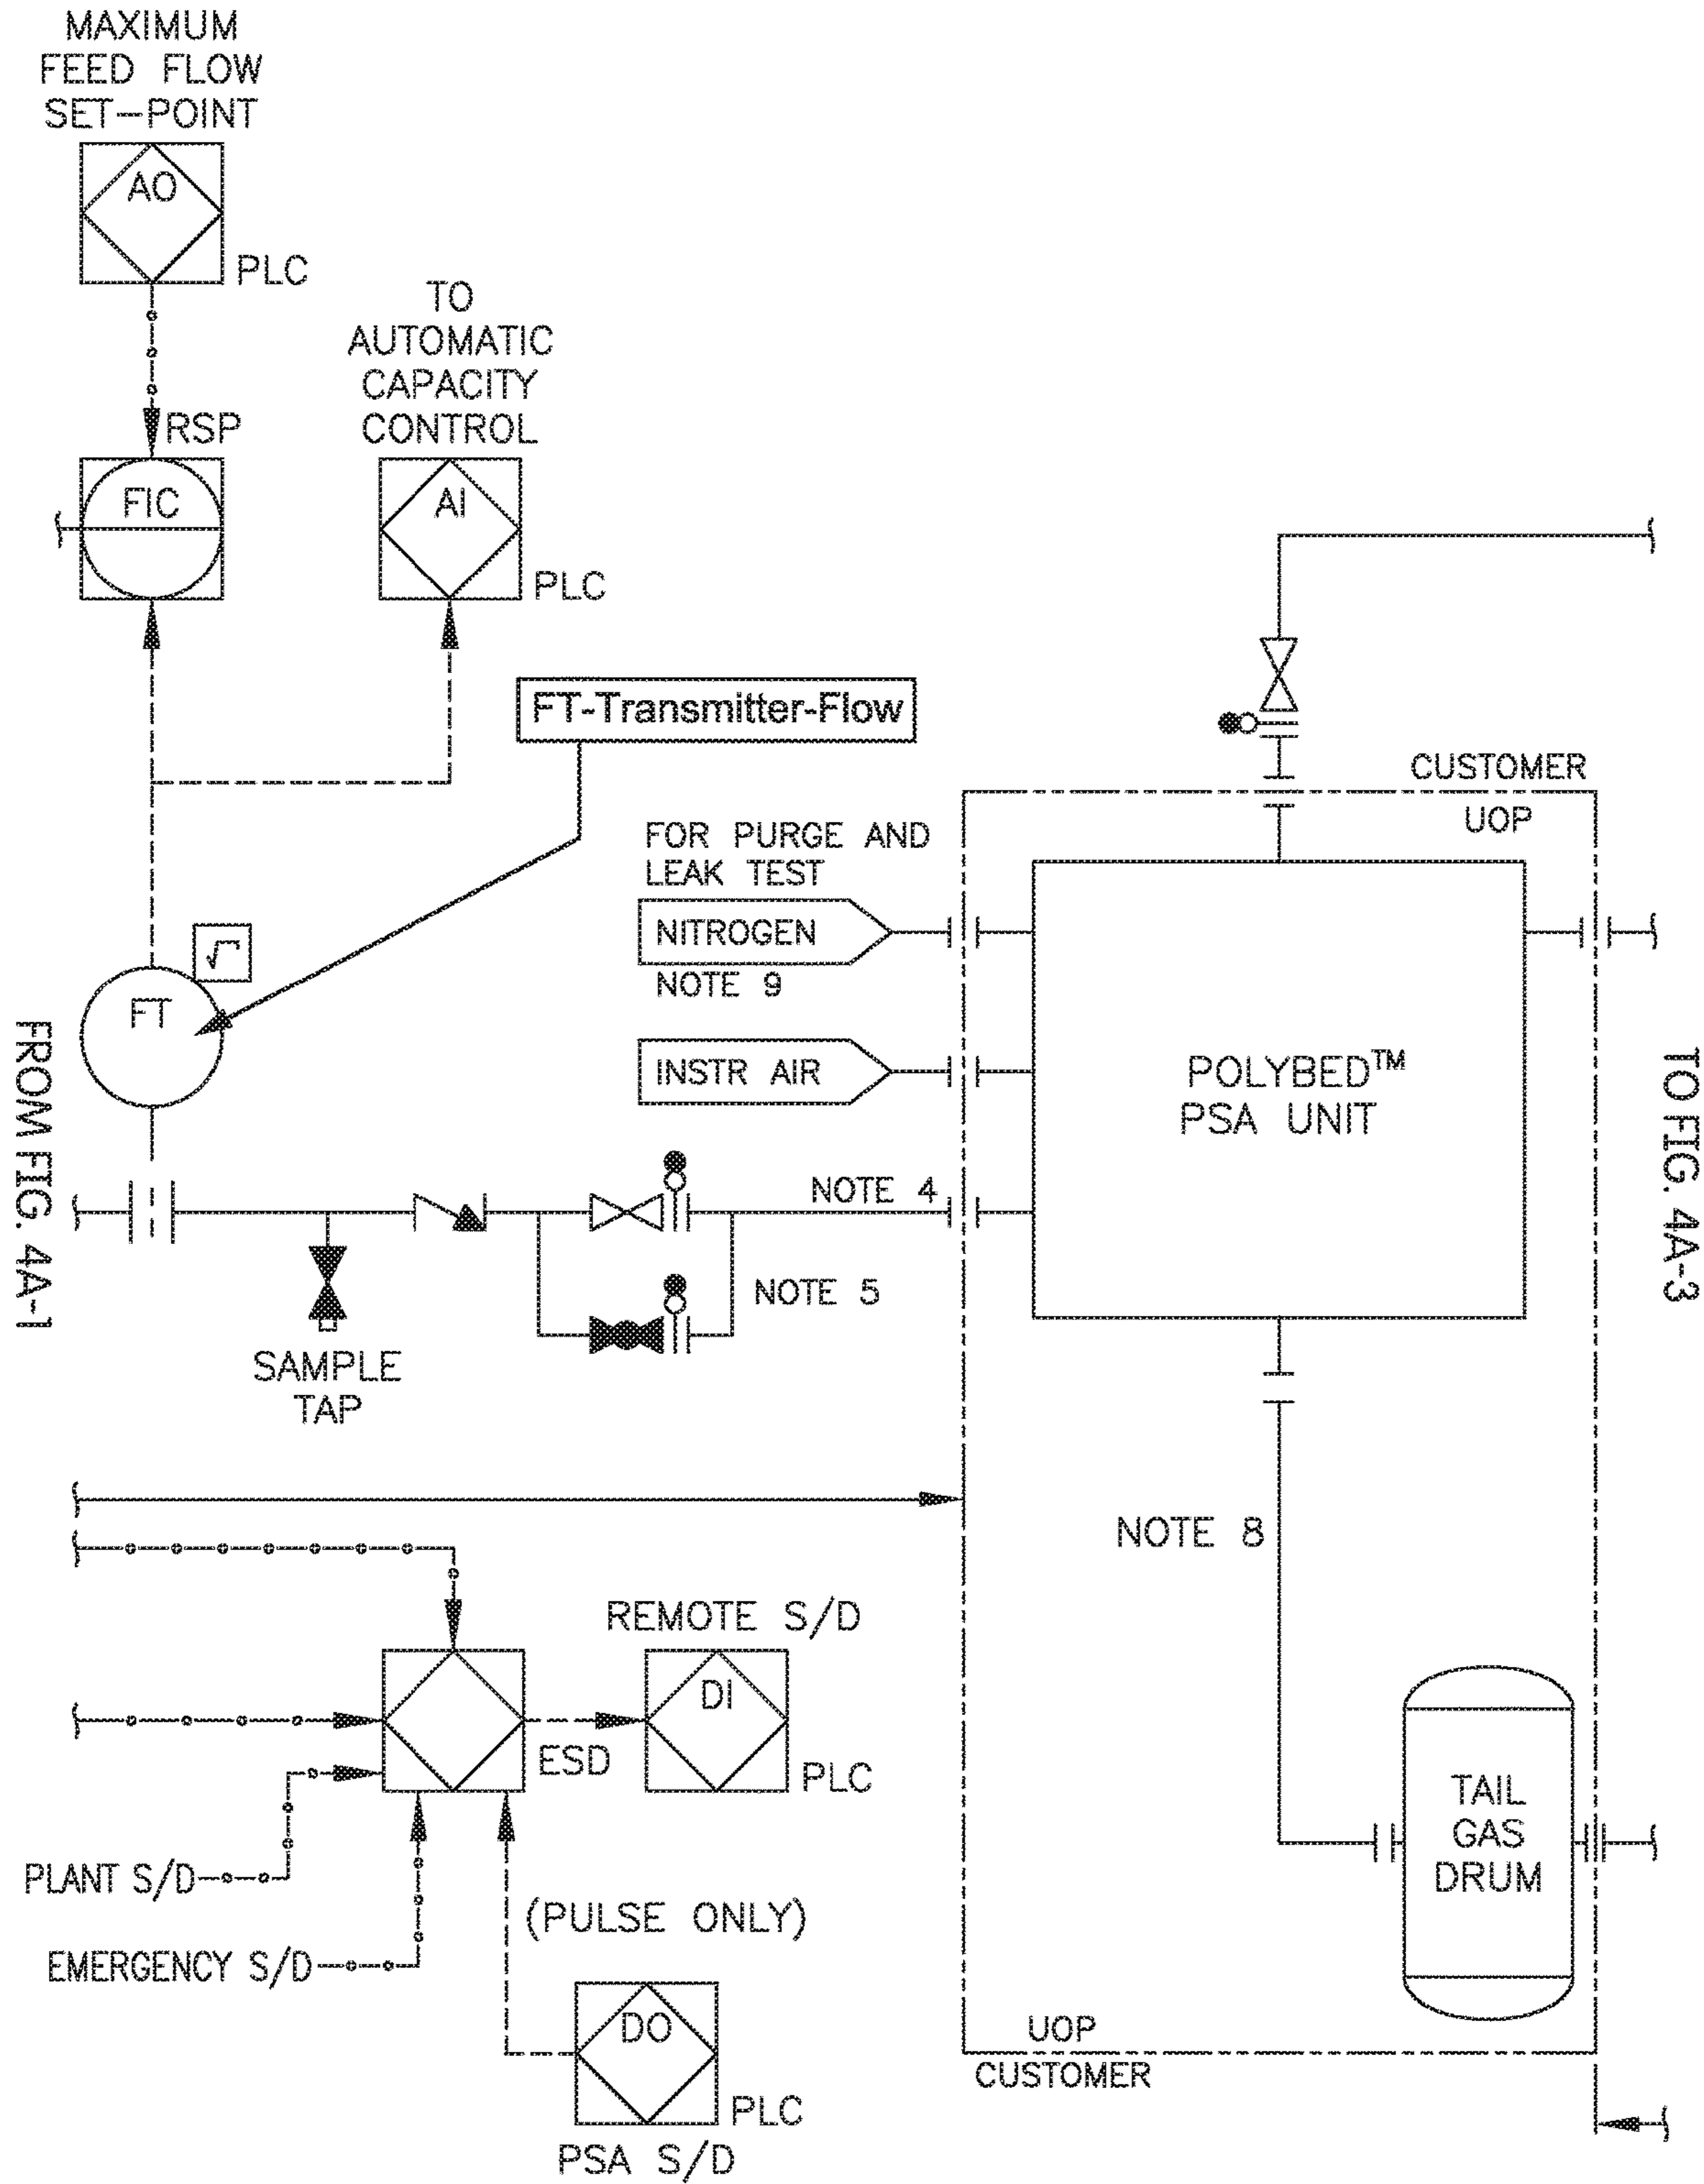 MAXIMUM
FEED FLOW
SET-POINT
AO
PLC
TO
AUTOMATIC
CAPACITY
CONTROL
RSP
FIC
AI
PLC
FT-Transmitter-Flow
CUSTOMER
UOP
FOR PURGE AND
LEAK TEST
NITROGEN
NOTE 9
FT
√
INSTR AIR
POLYBED™
PSA UNIT
FROM FIG. 4A-1
TO FIG. 4A-3
NOTE 4
NOTE 5
SAMPLE
TAP
NOTE 8
REMOTE S/D
DI
ESD
PLC
PLANT S/D
TAIL
GAS
DRUM
(PULSE ONLY)
EMERGENCY S/D
DO
PLC
PSA S/D
UOP
CUSTOMER